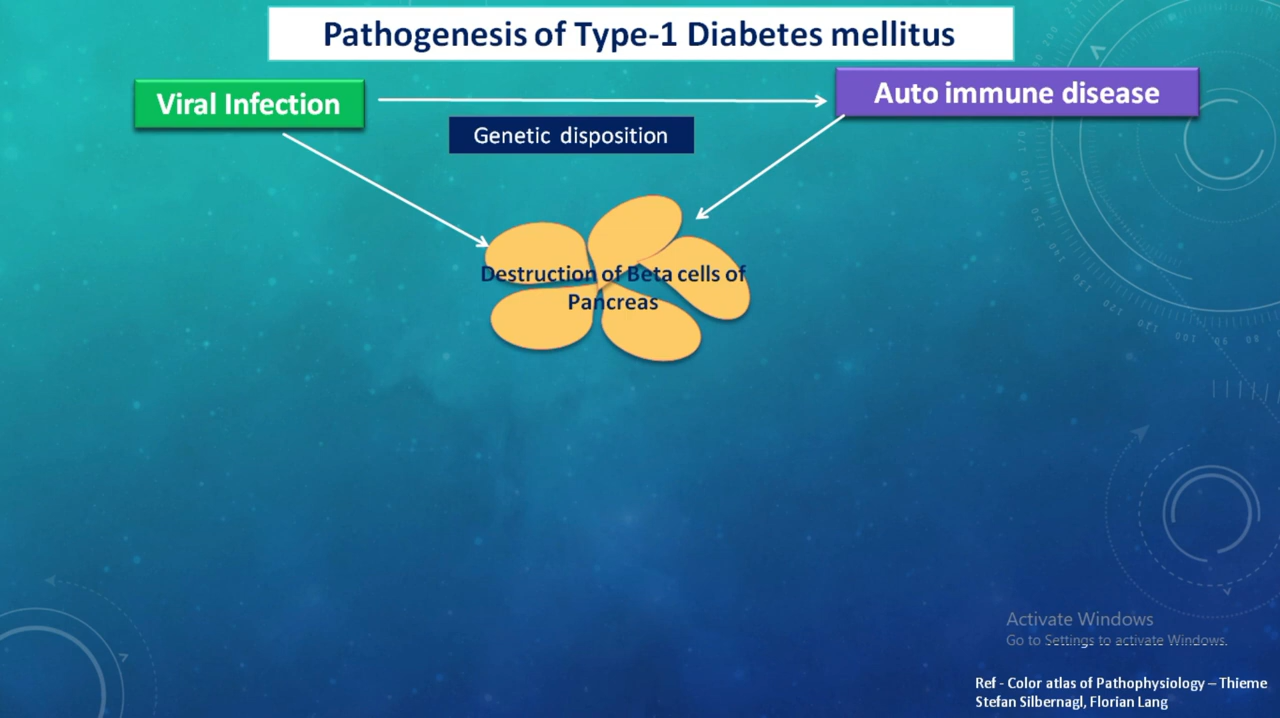 Pathogenesis of Type-1 Diabetes mellitus
Viral Infection
Auto immune disease
Genetic disposition
Destruction of Beta cells of
Pancreas
Activate Windows
Go to Settings to activate Windows.
Ref - Color atlas of Pathophysiology – Thieme
Stefan Silbernagl, Florian Lang